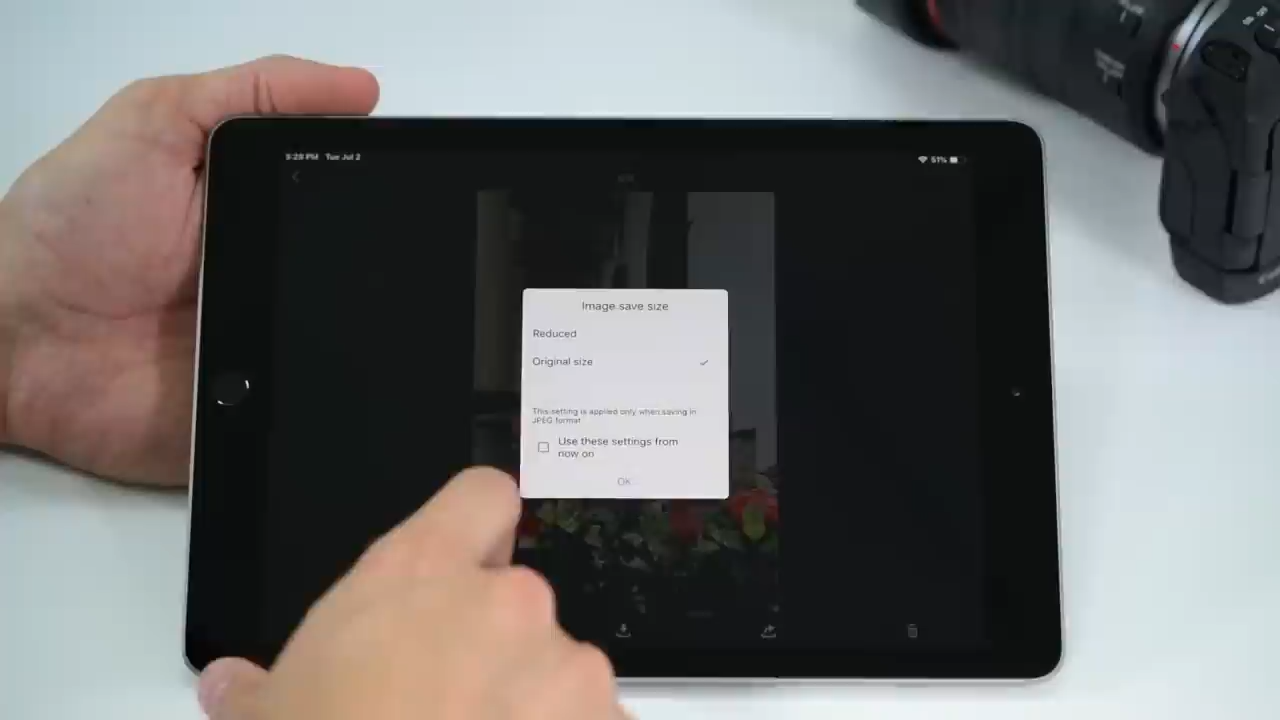 5:28 PM Tue Jul 2
51%
Image save size
Reduced
Original size
This setting is applied only when saving in
JPEG format
Use these settings from
now on
OK